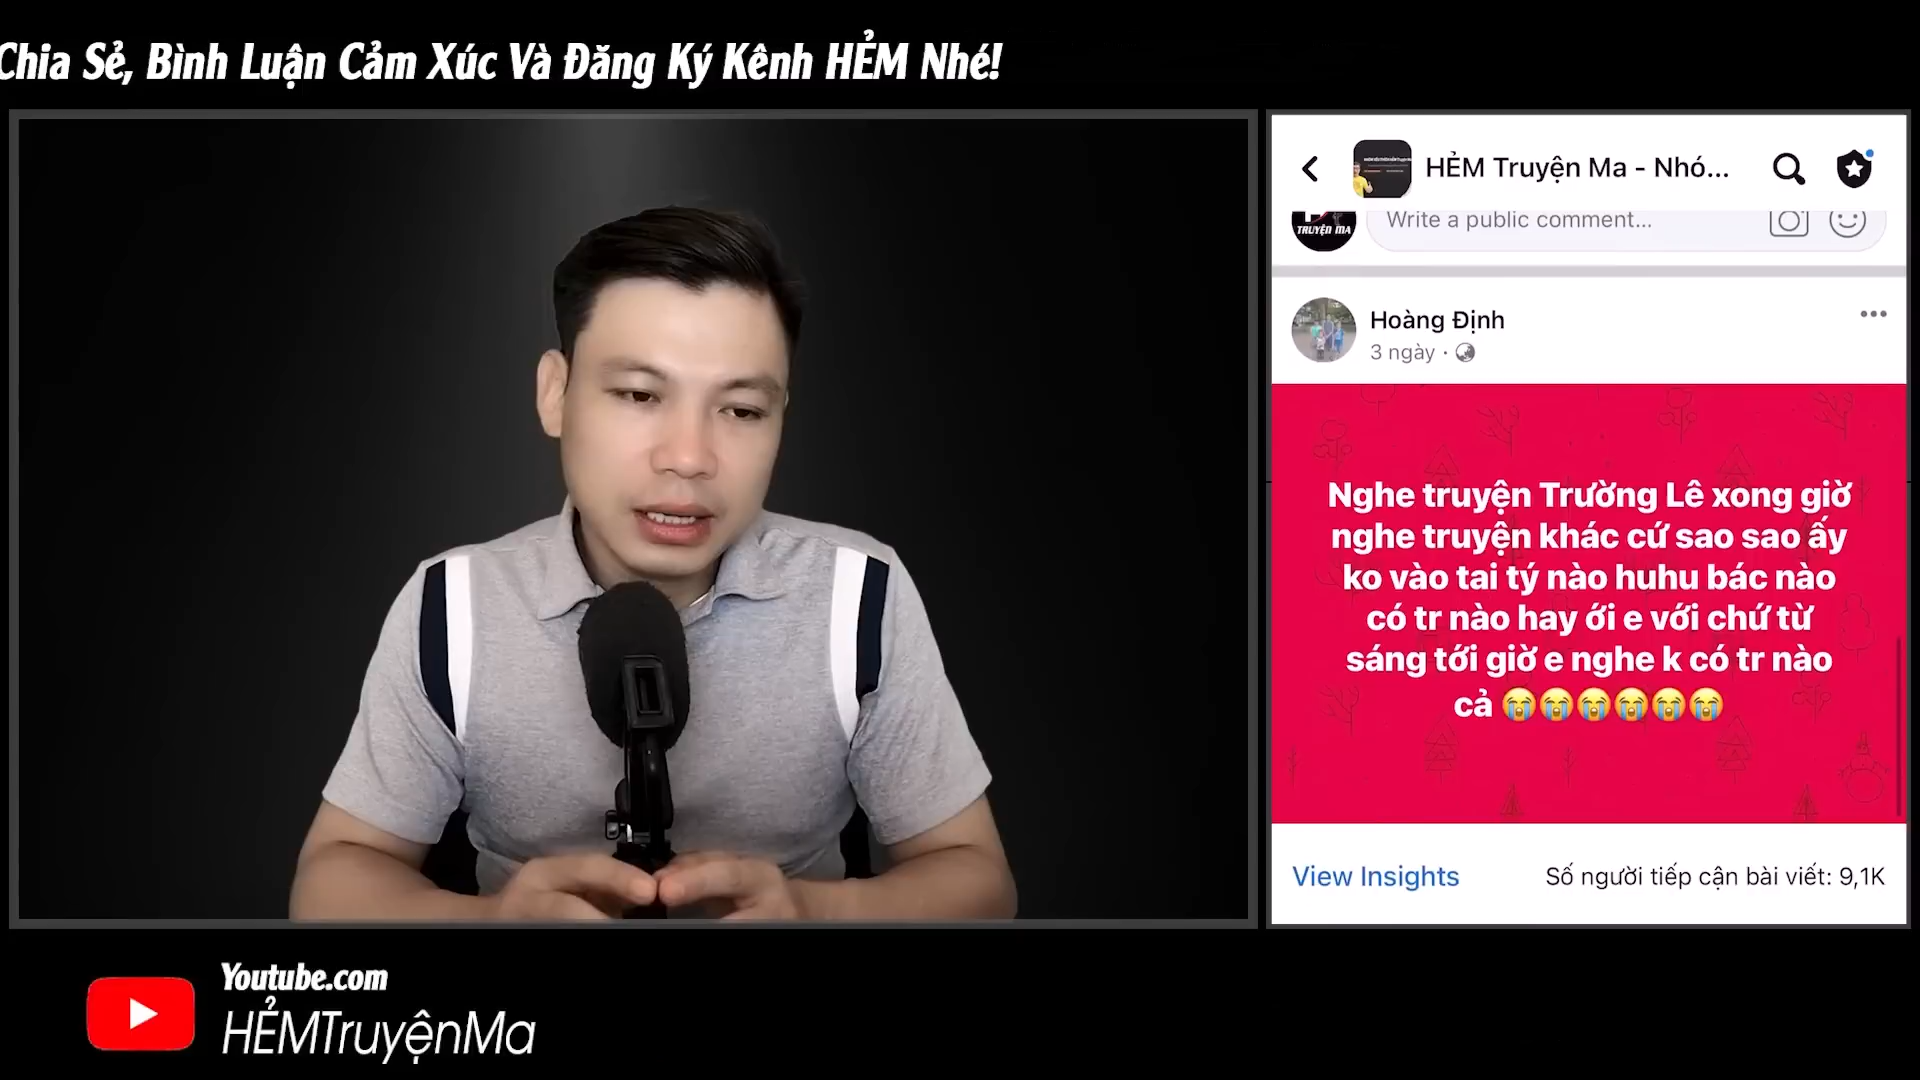 Chia Sẻ, Bình Luận Cảm Xúc Và Đăng Ký Kênh HẺM Nhé!
HẺM Truyện Ma - Nhó...
TRUYỆN MA
Write a public comment...
Hoàng Định
3 ngày ·
Nghe truyện Trường Lê xong giờ
nghe truyện khác cứ sao sao ấy
ko vào tai tý nào huhu bác nào
có tr nào hay ới e với chứ từ
sáng tới giờ e nghe k có tr nào
cả 😭😭😭😭😭😭
View Insights
Số người tiếp cận bài viết: 9,1K
Youtube.com
HẺMTruyệnMa